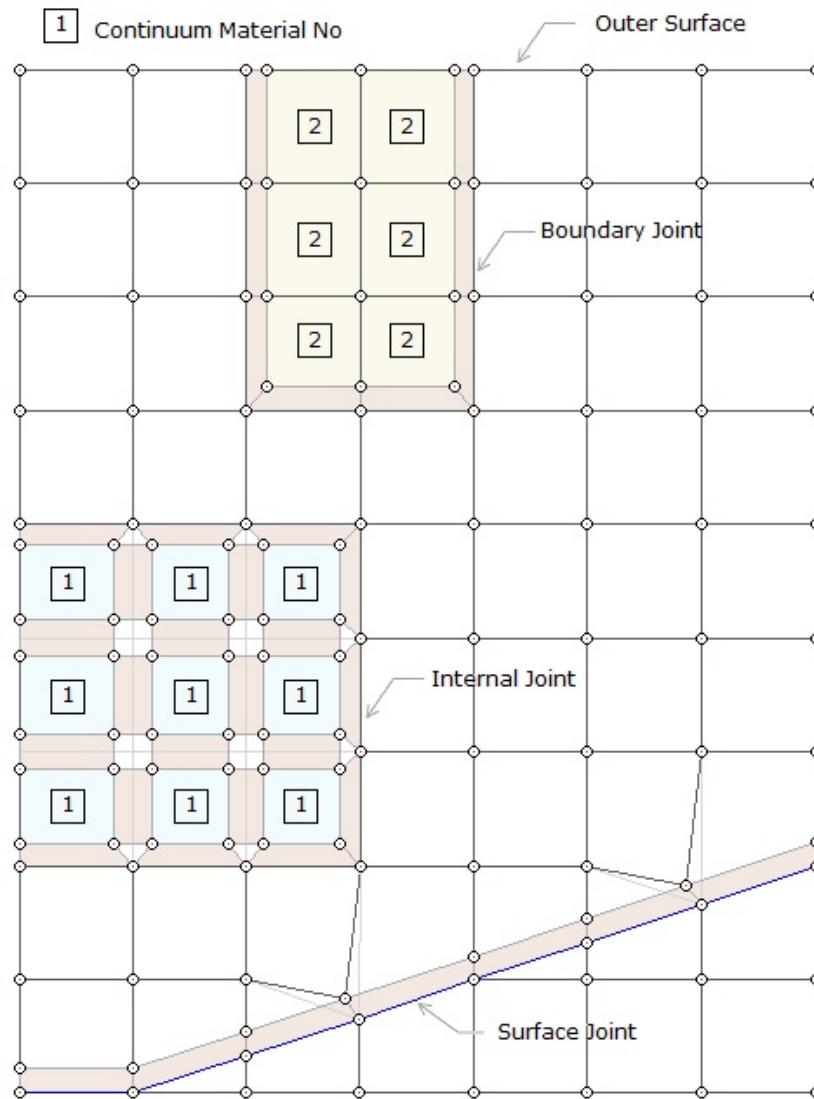 1 Continuum Material No
Outer Surface
2 2
Boundary Joint
2 2
2 2
1 1 1
Internal Joint
1 1 1
1 1 1
Surface Joint